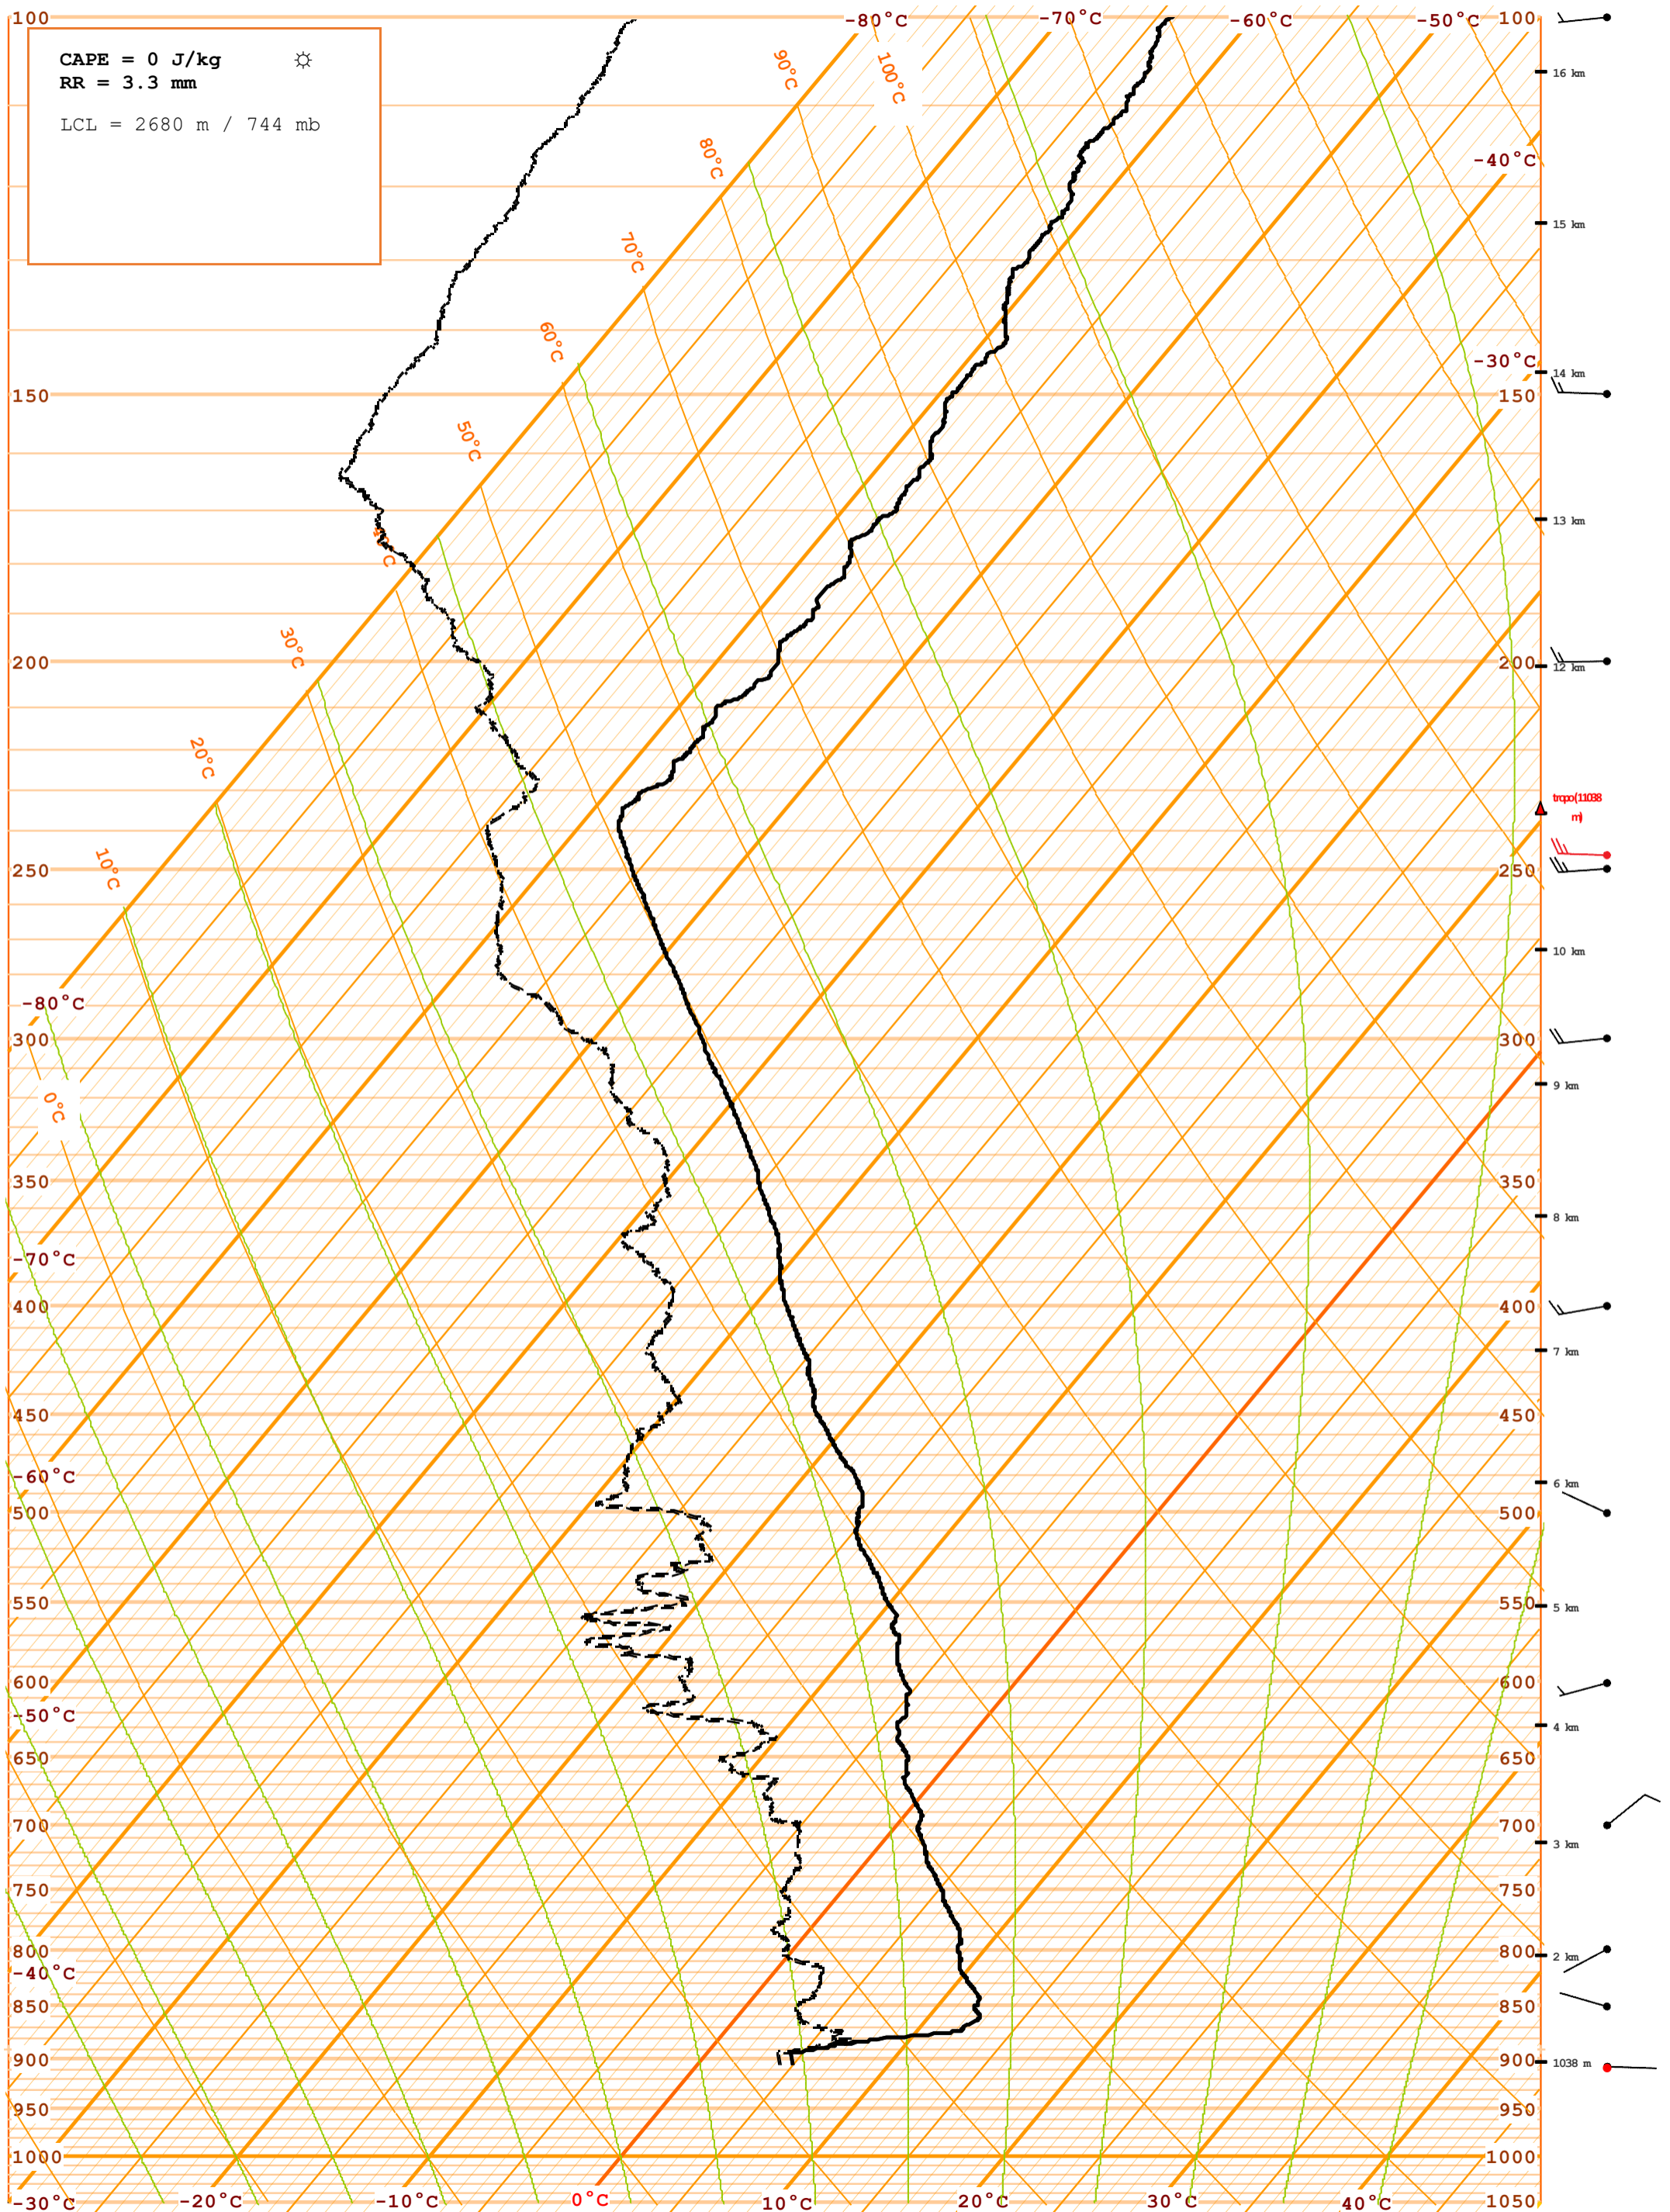 100 -80°C -70°C -60°C -50°C 100
CAPE = 0 J/kg ☼
RR = 3.3 mm
LCL = 2680 m / 744 mb
16 km
90°C 100°C
80°C -40°C
15 km
70°C
60°C -30°C
14 km
150 150
50°C
13 km
40°C
30°C
200 200 12 km
20°C
tropo(11038
m)
10°C 250 250
10 km
-80°C
300 300
9 km
0°C
350 350
8 km
-70°C
400 400
7 km
450 450
-60°C 6 km
500 500
550 550 5 km
600 600
-50°C 4 km
650 650
700 700
3 km
750 750
800 800 2 km
-40°C
850 850
900 900 1038 m
950 950
1000 1000
-30°C -20°C -10°C 0°C 10°C 20°C 30°C 40°C 1050